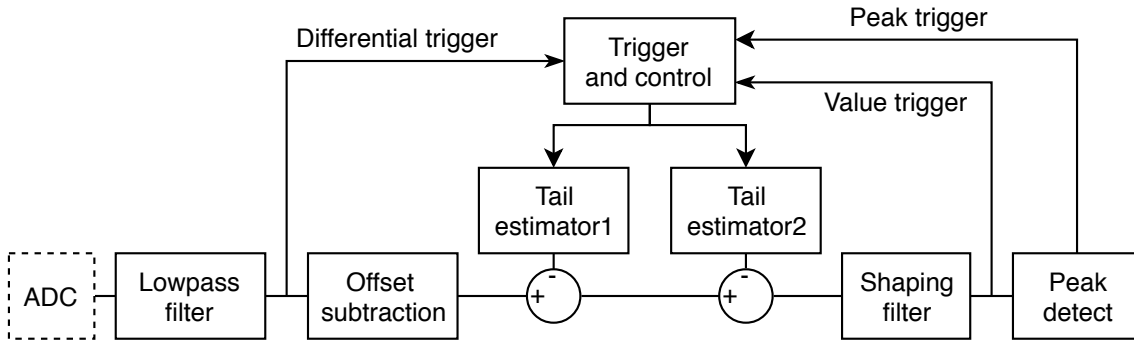 Differential trigger
Trigger
and control
Peak trigger
Value trigger
Tail
estimator1
Tail
estimator2
ADC
Lowpass
filter
Offset
subtraction
-
+
-
+
Shaping
filter
Peak
detect